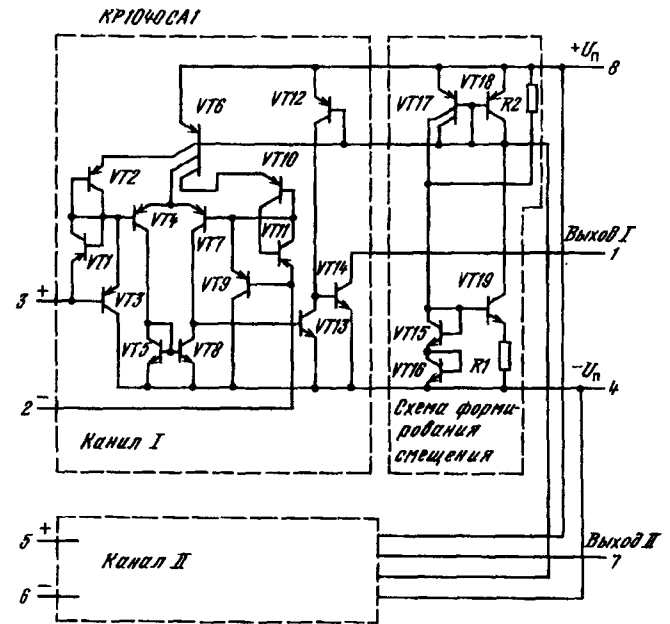 КР1040СА1
+Uп
8
VT12
VT18
VT17
R2
VT6
VT10
VT2
VT4
VT7
VT11
Выход I
1
VT1
VT14
VT19
3 +
VT3
VT9
VT13
VT15
VT5
VT8
VT16
R1
−Uп
4
2 −
Канал I
Схема форми-
рования
смещения
5 +
Канал II
Выход II
7
6 −